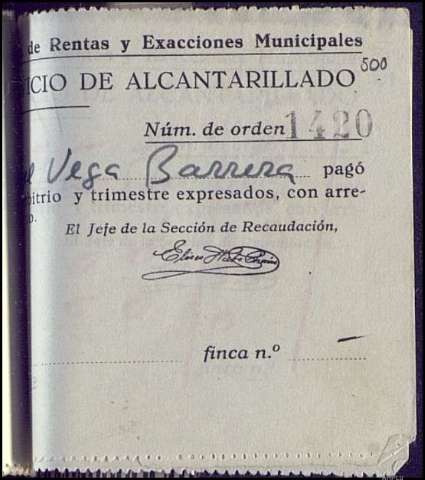 de Rentas y Exacciones Municipales
ICIO DE ALCANTARILLADO 500
Núm. de orden 1420
Vega Barrera pagó
bitrio y trimestre expresados, con arre-
o.
El Jefe de la Sección de Recaudación,
finca n.º –